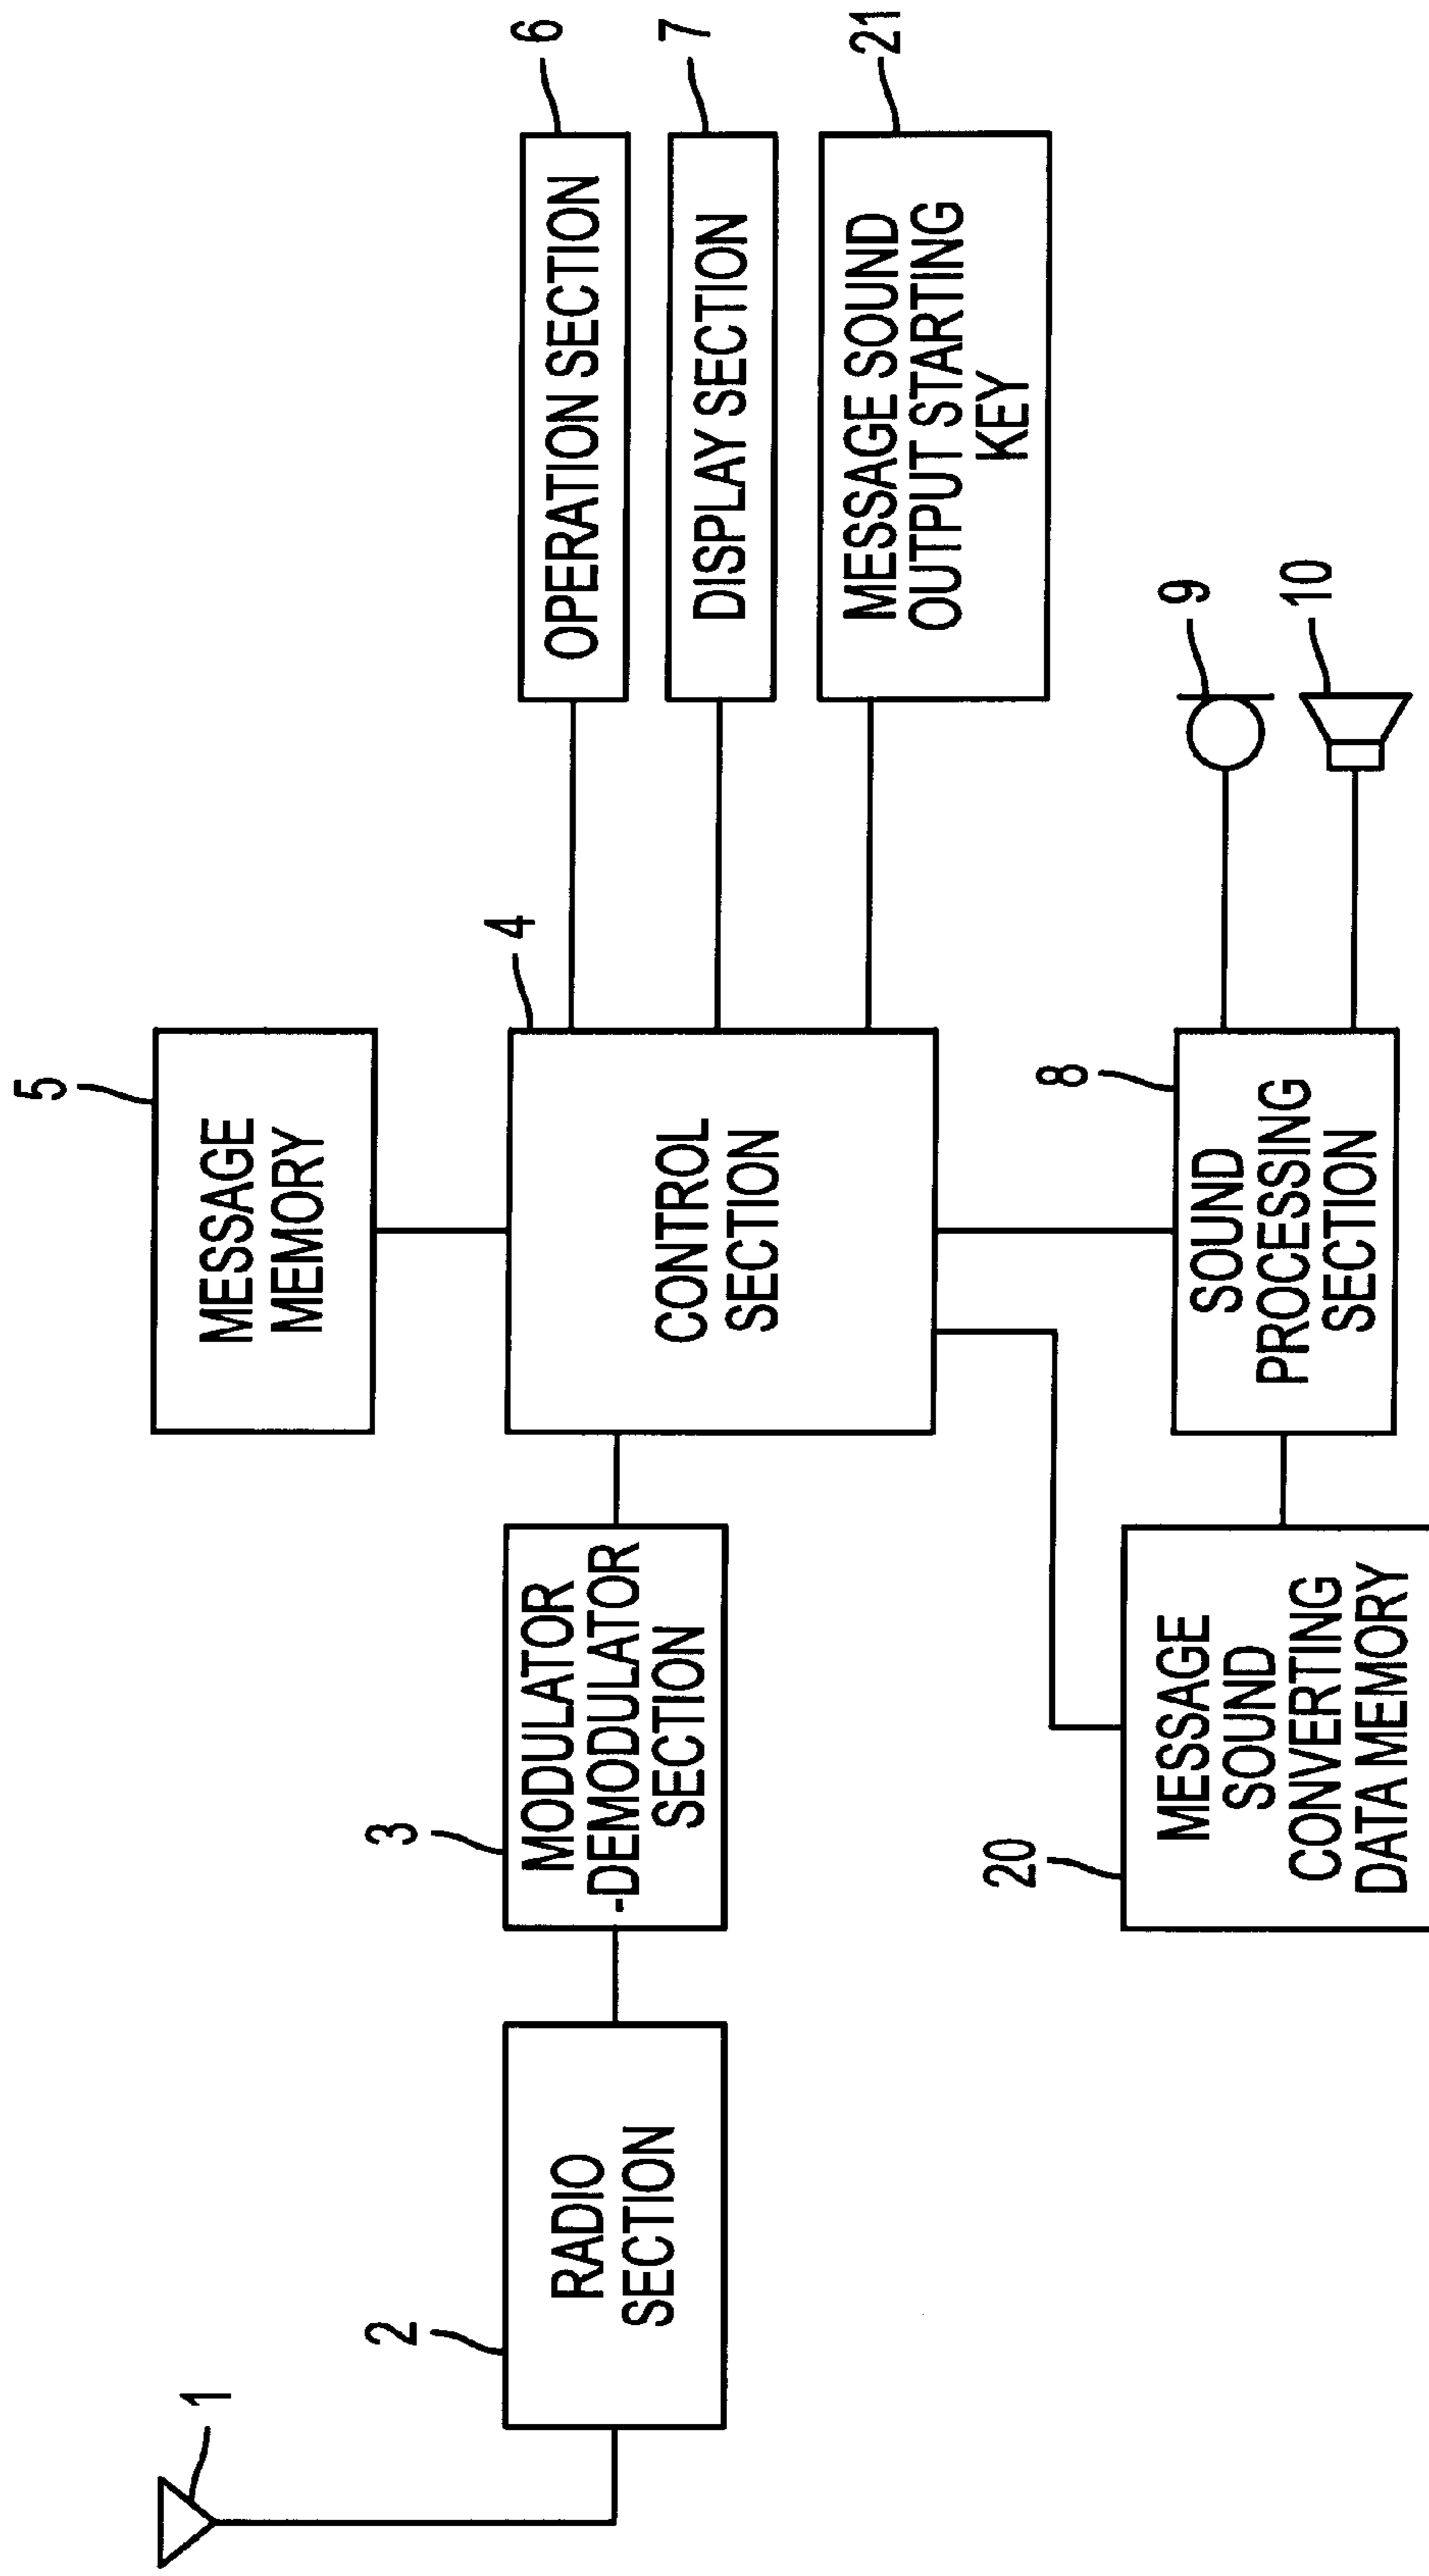 5
MESSAGE
MEMORY
1
2
RADIO
SECTION
3
MODULATOR
-DEMODULATOR
SECTION
4
CONTROL
SECTION
6
OPERATION SECTION
7
DISPLAY SECTION
21
MESSAGE SOUND
OUTPUT STARTING
KEY
20
MESSAGE
SOUND
CONVERTING
DATA MEMORY
8
SOUND
PROCESSING
SECTION
9
10